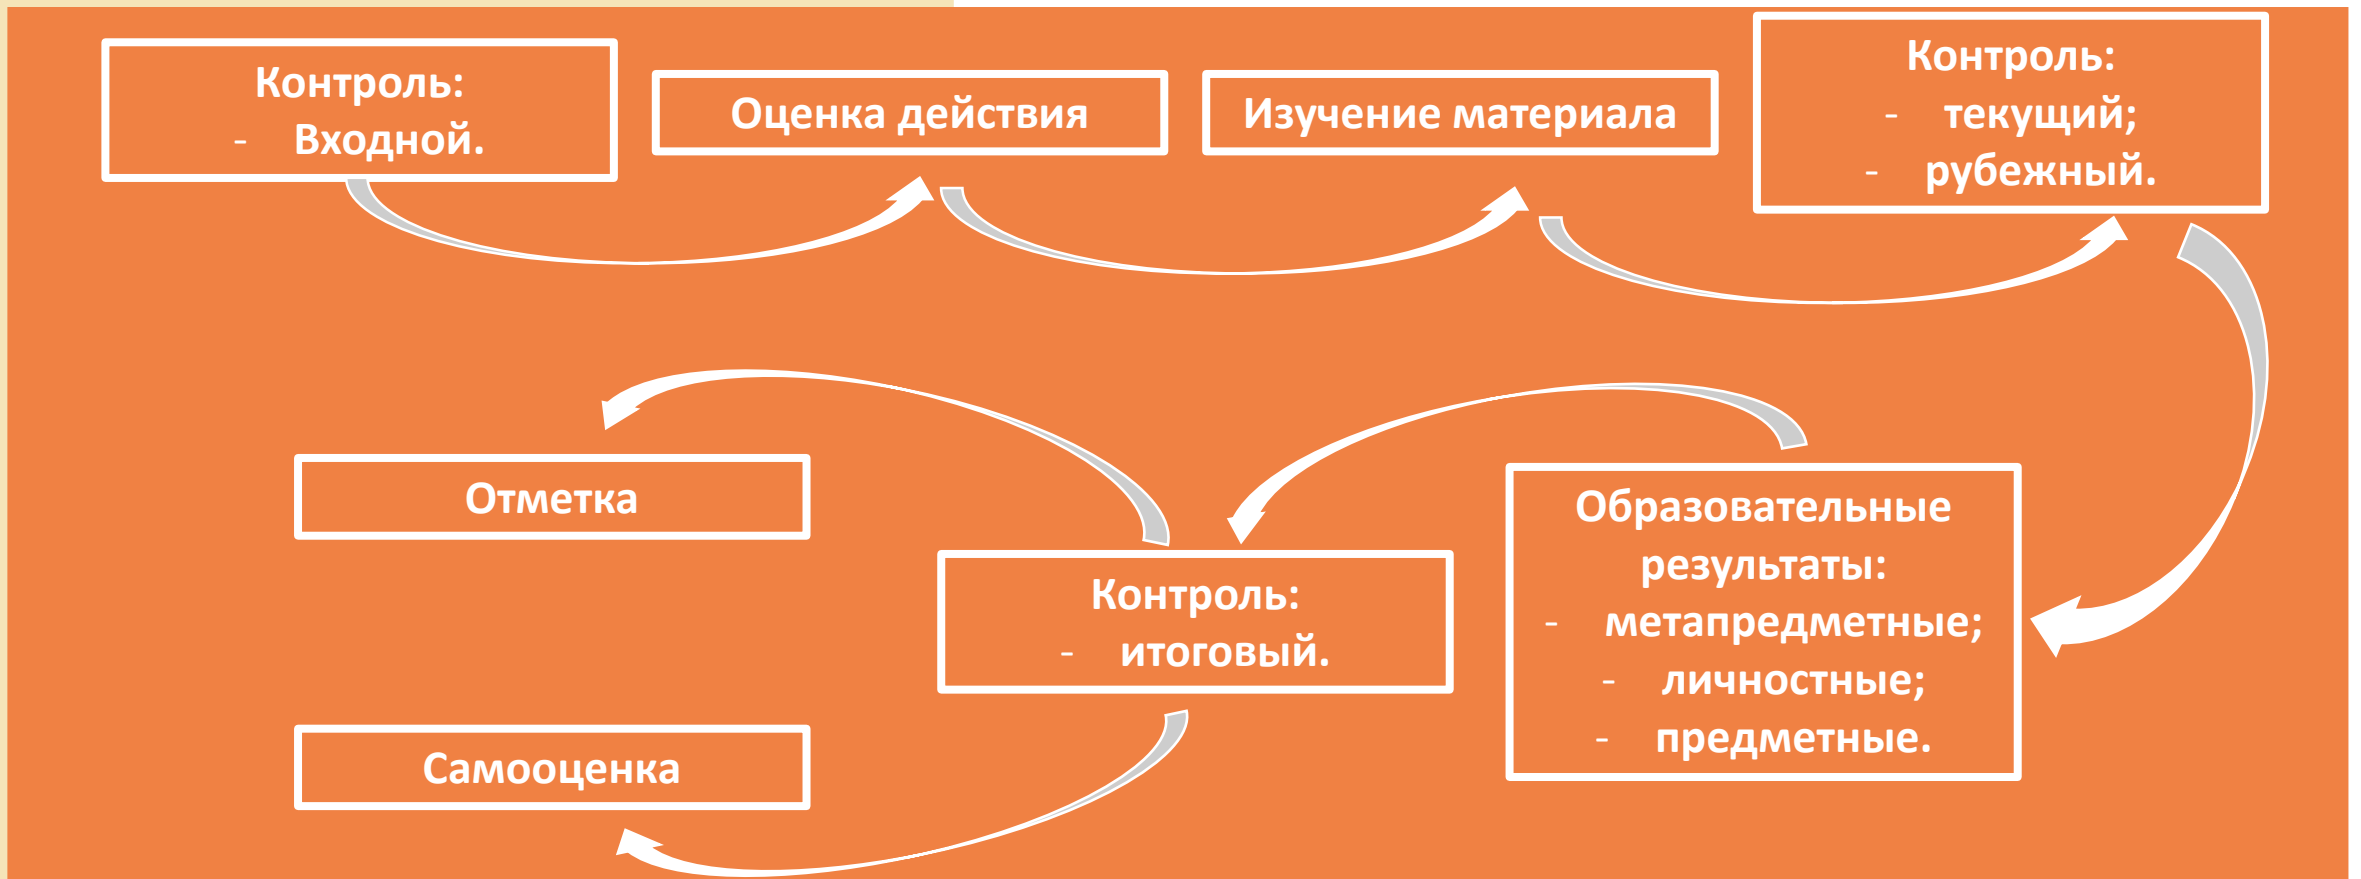 Контроль:
- Входной.
Оценка действия
Изучение материала
Контроль:
- текущий;
- рубежный.
Отметка
Контроль:
- итоговый.
Образовательные
результаты:
- метапредметные;
- личностные;
- предметные.
Самооценка